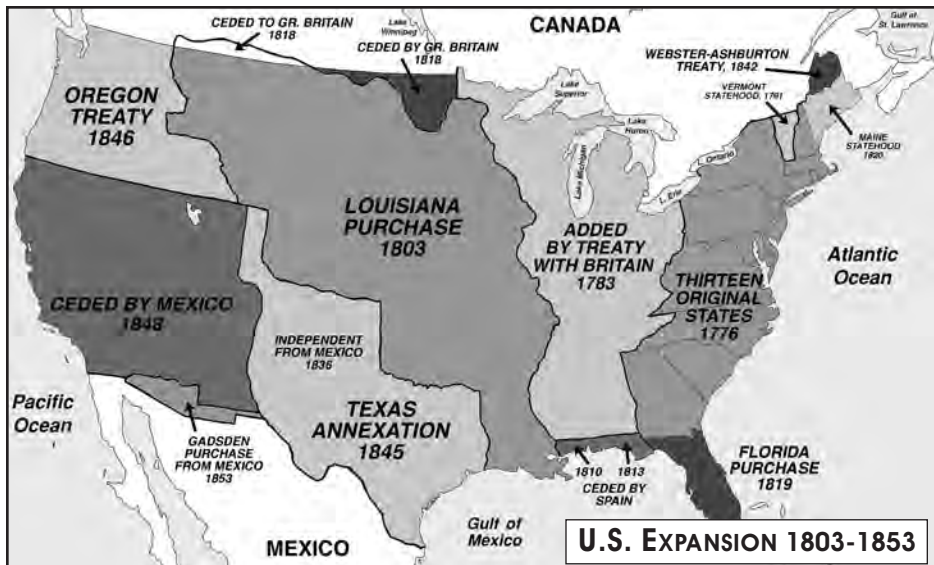 CEDED TO GR. BRITAIN
1818
Lake
Winnipeg
CEDED BY GR. BRITAIN
1818
CANADA
Gulf of
St. Lawrence
WEBSTER-ASHBURTON
TREATY, 1842
VERMONT
STATEHOOD, 1791
MAINE
STATEHOOD
1820
OREGON
TREATY
1846
Lake
Superior
Lake
Huron
Lake Michigan
L. Ontario
L. Erie
LOUISIANA
PURCHASE
1803
ADDED
BY TREATY
WITH BRITAIN
1783
THIRTEEN
ORIGINAL
STATES
1776
Atlantic
Ocean
CEDED BY MEXICO
1848
INDEPENDENT
FROM MEXICO
1836
TEXAS
ANNEXATION
1845
Pacific
Ocean
GADSDEN
PURCHASE
FROM MEXICO
1853
1810
1813
CEDED BY
SPAIN
FLORIDA
PURCHASE
1819
MEXICO
Gulf of
Mexico
U.S. EXPANSION 1803-1853